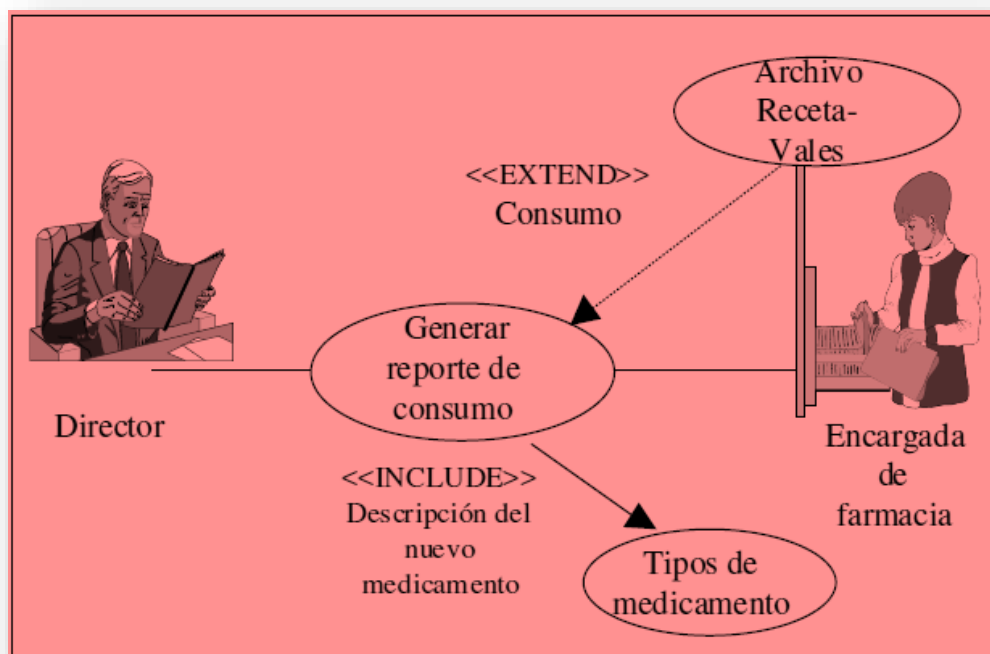 Archivo
Receta-
Vales
<<EXTEND>>
Consumo
Generar
reporte de
consumo
Director
Encargada
de
farmacia
<<INCLUDE>>
Descripción del
nuevo
medicamento
Tipos de
medicamento